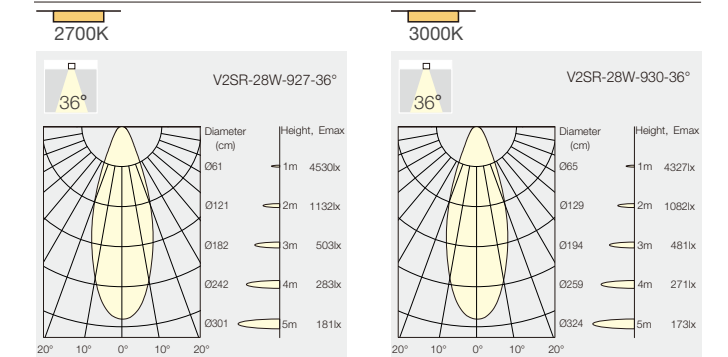 2700K
V2SR-28W-927-36°
36°
Diameter (cm) Height, Emax
Ø61 1m 4530lx
Ø121 2m 1132lx
Ø182 3m 503lx
Ø242 4m 283lx
Ø301 5m 181lx
20° 10° 0° 10° 20°
3000K
V2SR-28W-930-36°
36°
Diameter (cm) Height, Emax
Ø65 1m 4327lx
Ø129 2m 1082lx
Ø194 3m 481lx
Ø259 4m 271lx
Ø324 5m 173lx
20° 10° 0° 10° 20°